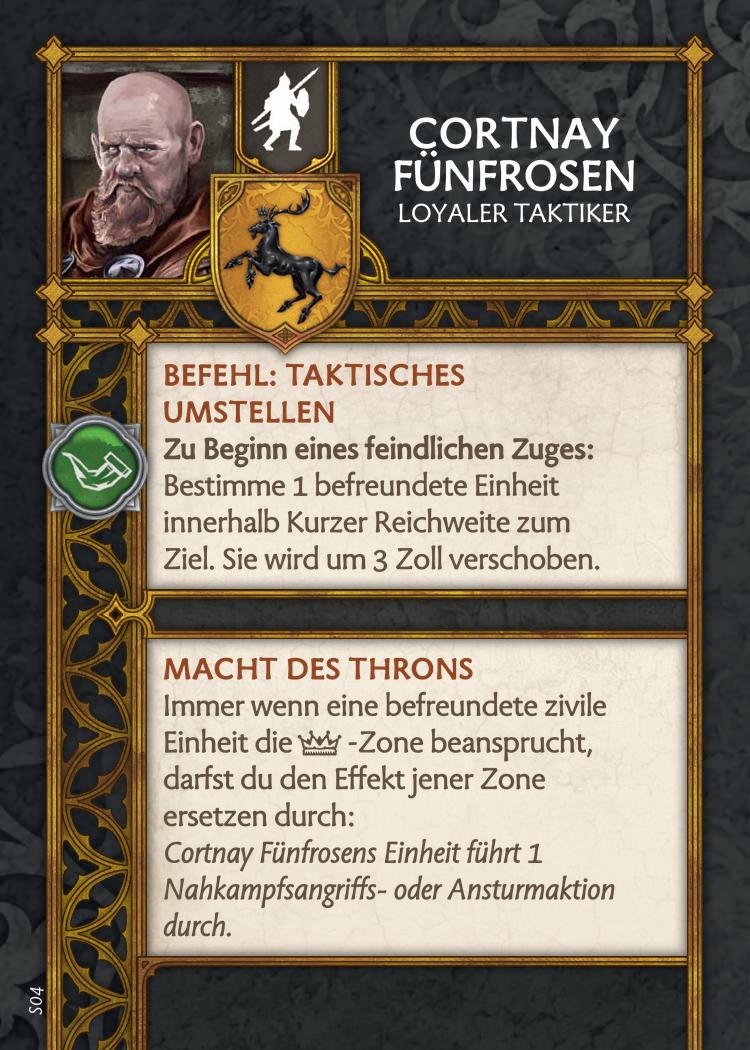 CORTNAY
FÜNFROSEN
LOYALER TAKTIKER
BEFEHL: TAKTISCHES
UMSTELLEN
Zu Beginn eines feindlichen Zuges:
Bestimme 1 befreundete Einheit
innerhalb Kurzer Reichweite zum
Ziel. Sie wird um 3 Zoll verschoben.
MACHT DES THRONS
Immer wenn eine befreundete zivile
Einheit die -Zone beansprucht,
darfst du den Effekt jener Zone
ersetzen durch:
Cortnay Fünfrosens Einheit führt 1
Nahkampfsangriffs- oder Ansturmaktion
durch.
S04